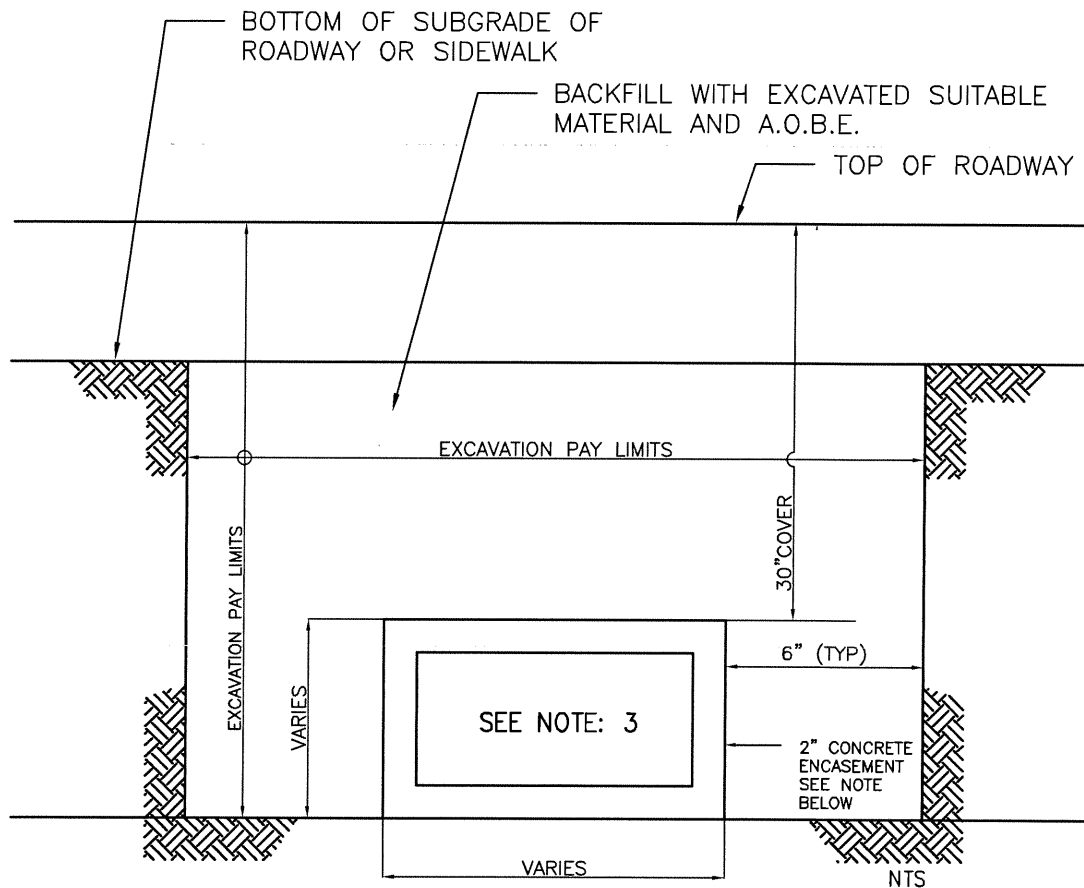 BOTTOM OF SUBGRADE OF
ROADWAY OR SIDEWALK
BACKFILL WITH EXCAVATED SUITABLE
MATERIAL AND A.O.B.E.
TOP OF ROADWAY
EXCAVATION PAY LIMITS
EXCAVATION PAY LIMITS
30" COVER
VARIES
6" (TYP)
SEE NOTE: 3
2" CONCRETE
ENCASEMENT
SEE NOTE
BELOW
VARIES
NTS